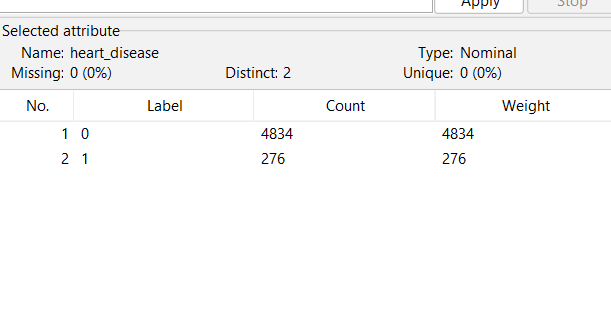 Apply Stop
Selected attribute
Name: heart_disease Type: Nominal
Missing: 0 (0%) Distinct: 2 Unique: 0 (0%)
No. Label Count Weight
1 0 4834 4834
2 1 276 276